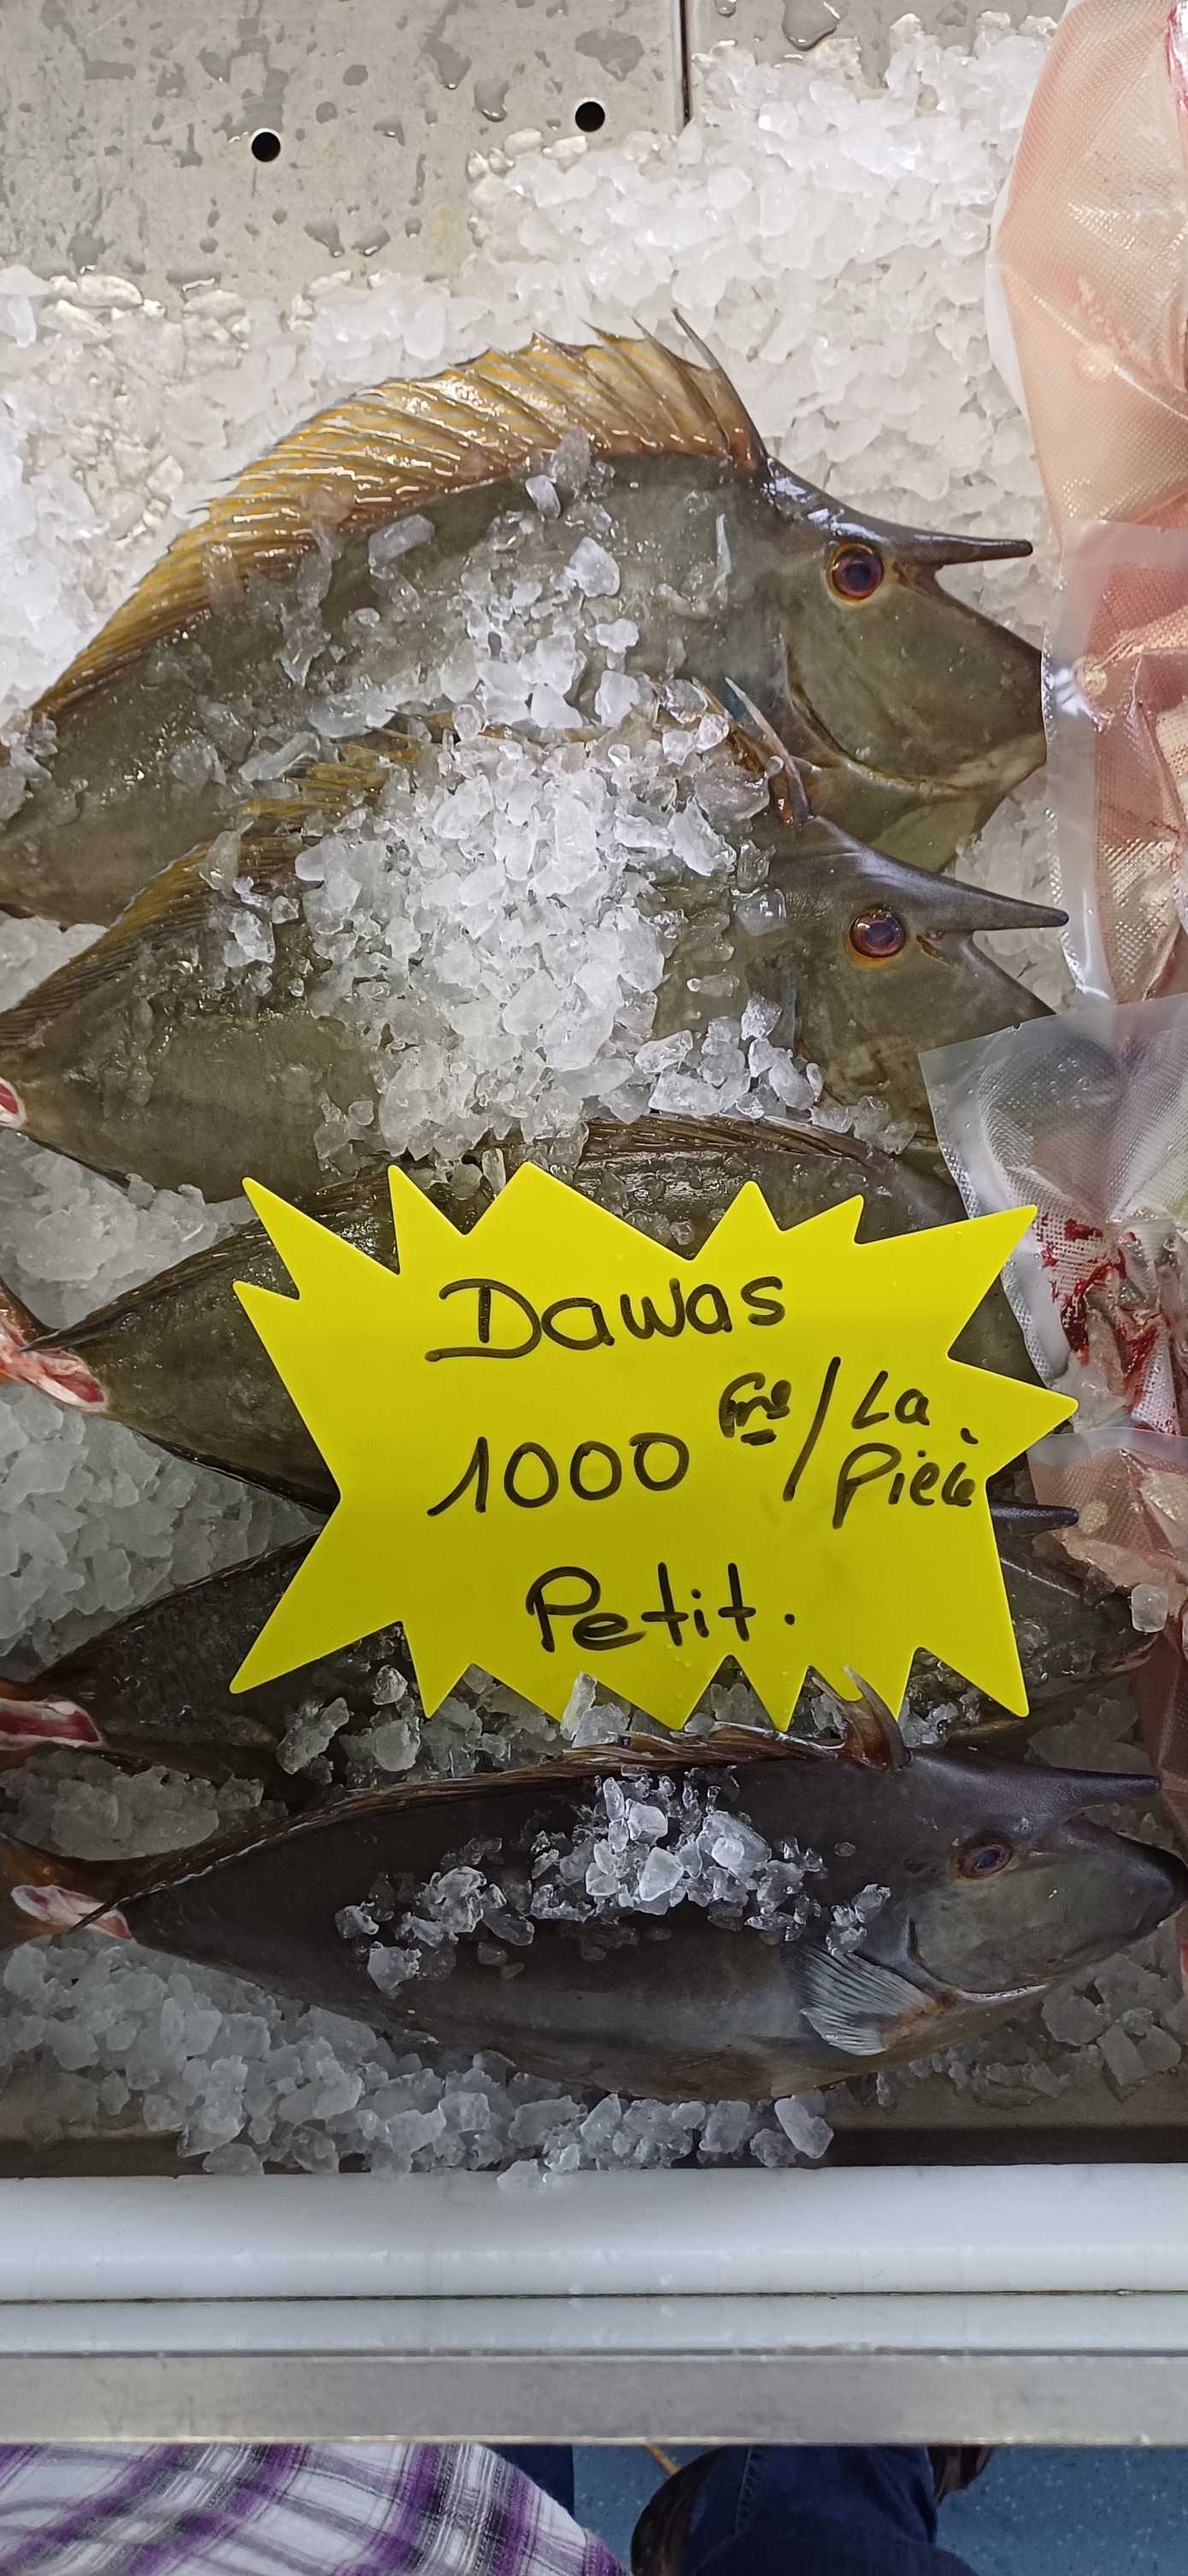 Dawas
1000 Frs/La Pièce
Petit.